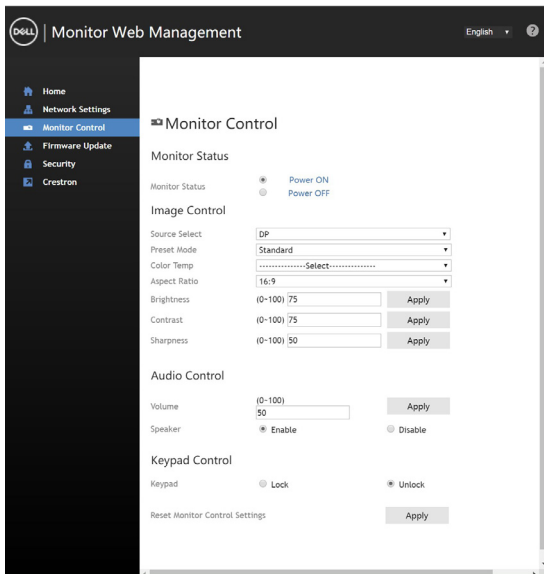 DELL | Monitor Web Management
English
?
Home
Network Settings
Monitor Control
Firmware Update
Security
Crestron
Monitor Control
Monitor Status
Monitor Status
Power ON
Power OFF
Image Control
Source Select DP
Preset Mode Standard
Color Temp ---------------Select---------------
Aspect Ratio 16:9
Brightness (0~100) 75 Apply
Contrast (0~100) 75 Apply
Sharpness (0~100) 50 Apply
Audio Control
(0~100)
Volume 50 Apply
Speaker Enable Disable
Keypad Control
Keypad Lock Unlock
Reset Monitor Control Settings Apply